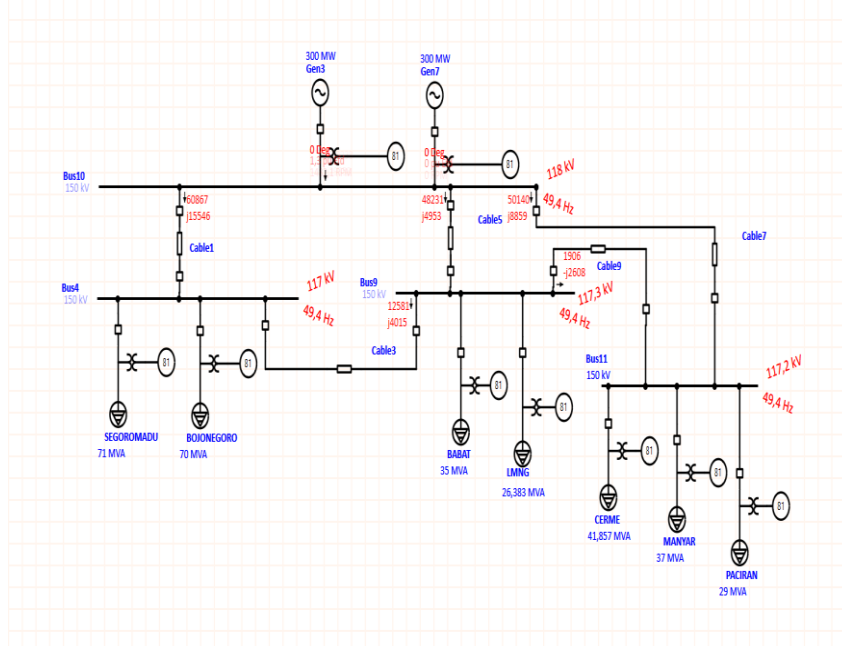 300 MW
Gen3
300 MW
Gen7
0 Deg
81
0 Deg
81
118 kV
Bus10
150 kV
60867
j15546
48231
j4953
50140
j8859
49,4 Hz
Cable5
Cable7
Cable1
1906
-j2608
Cable9
Bus4
150 kV
117 kV
49,4 Hz
Bus9
150 kV
117,3 kV
49,4 Hz
12581
j4015
Cable3
Bus11
150 kV
117,2 kV
49,4 Hz
81
81
81
81
81
81
81
SEGOROMADU
71 MVA
BOJONEGORO
70 MVA
BABAT
35 MVA
LMNG
26,383 MVA
CERME
41,857 MVA
MANYAR
37 MVA
PACIRAN
29 MVA